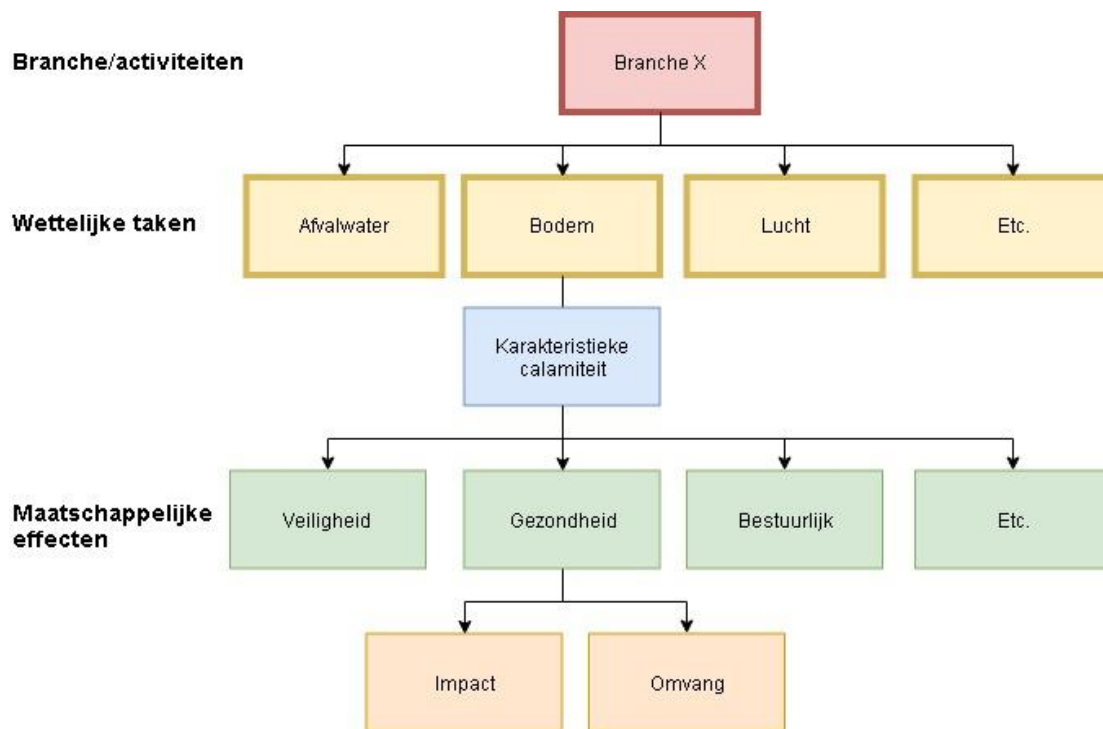 Branche/activiteiten
Branche X
Wettelijke taken
Afvalwater
Bodem
Lucht
Etc.
Karakteristieke
calamiteit
Maatschappelijke
effecten
Veiligheid
Gezondheid
Bestuurlijk
Etc.
Impact
Omvang